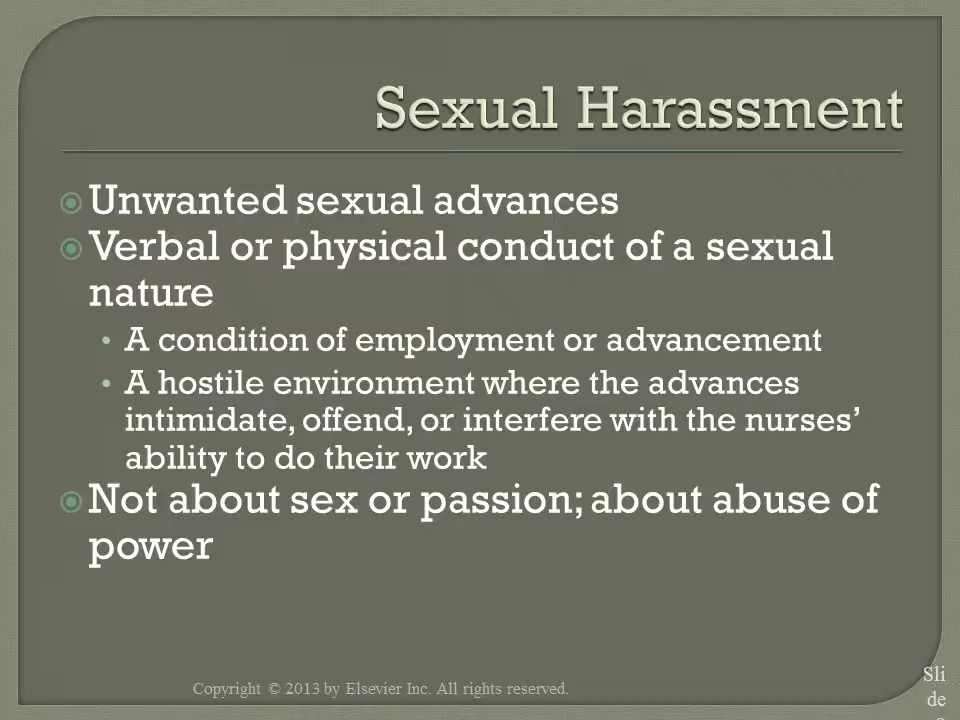 Sexual Harassment
Unwanted sexual advances
Verbal or physical conduct of a sexual
nature
• A condition of employment or advancement
• A hostile environment where the advances
intimidate, offend, or interfere with the nurses’
ability to do their work
Not about sex or passion; about abuse of
power
Copyright © 2013 by Elsevier Inc. All rights reserved.
Sli
de